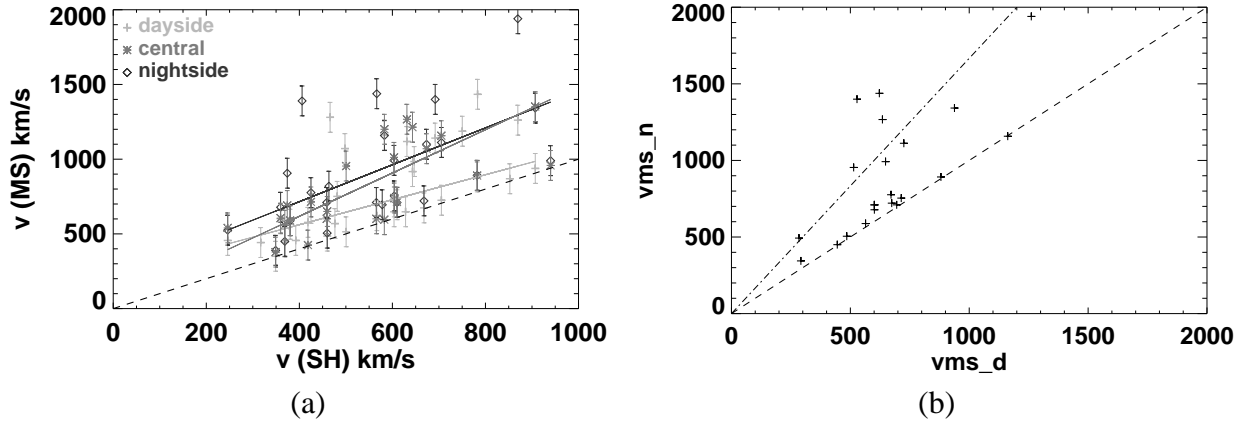 2000
1500
1000
500
0
v (MS) km/s
+ dayside
* central
◇ nightside
0 200 400 600 800 1000
v (SH) km/s
(a)
2000
1500
1000
500
0
vms_n
0 500 1000 1500 2000
vms_d
(b)